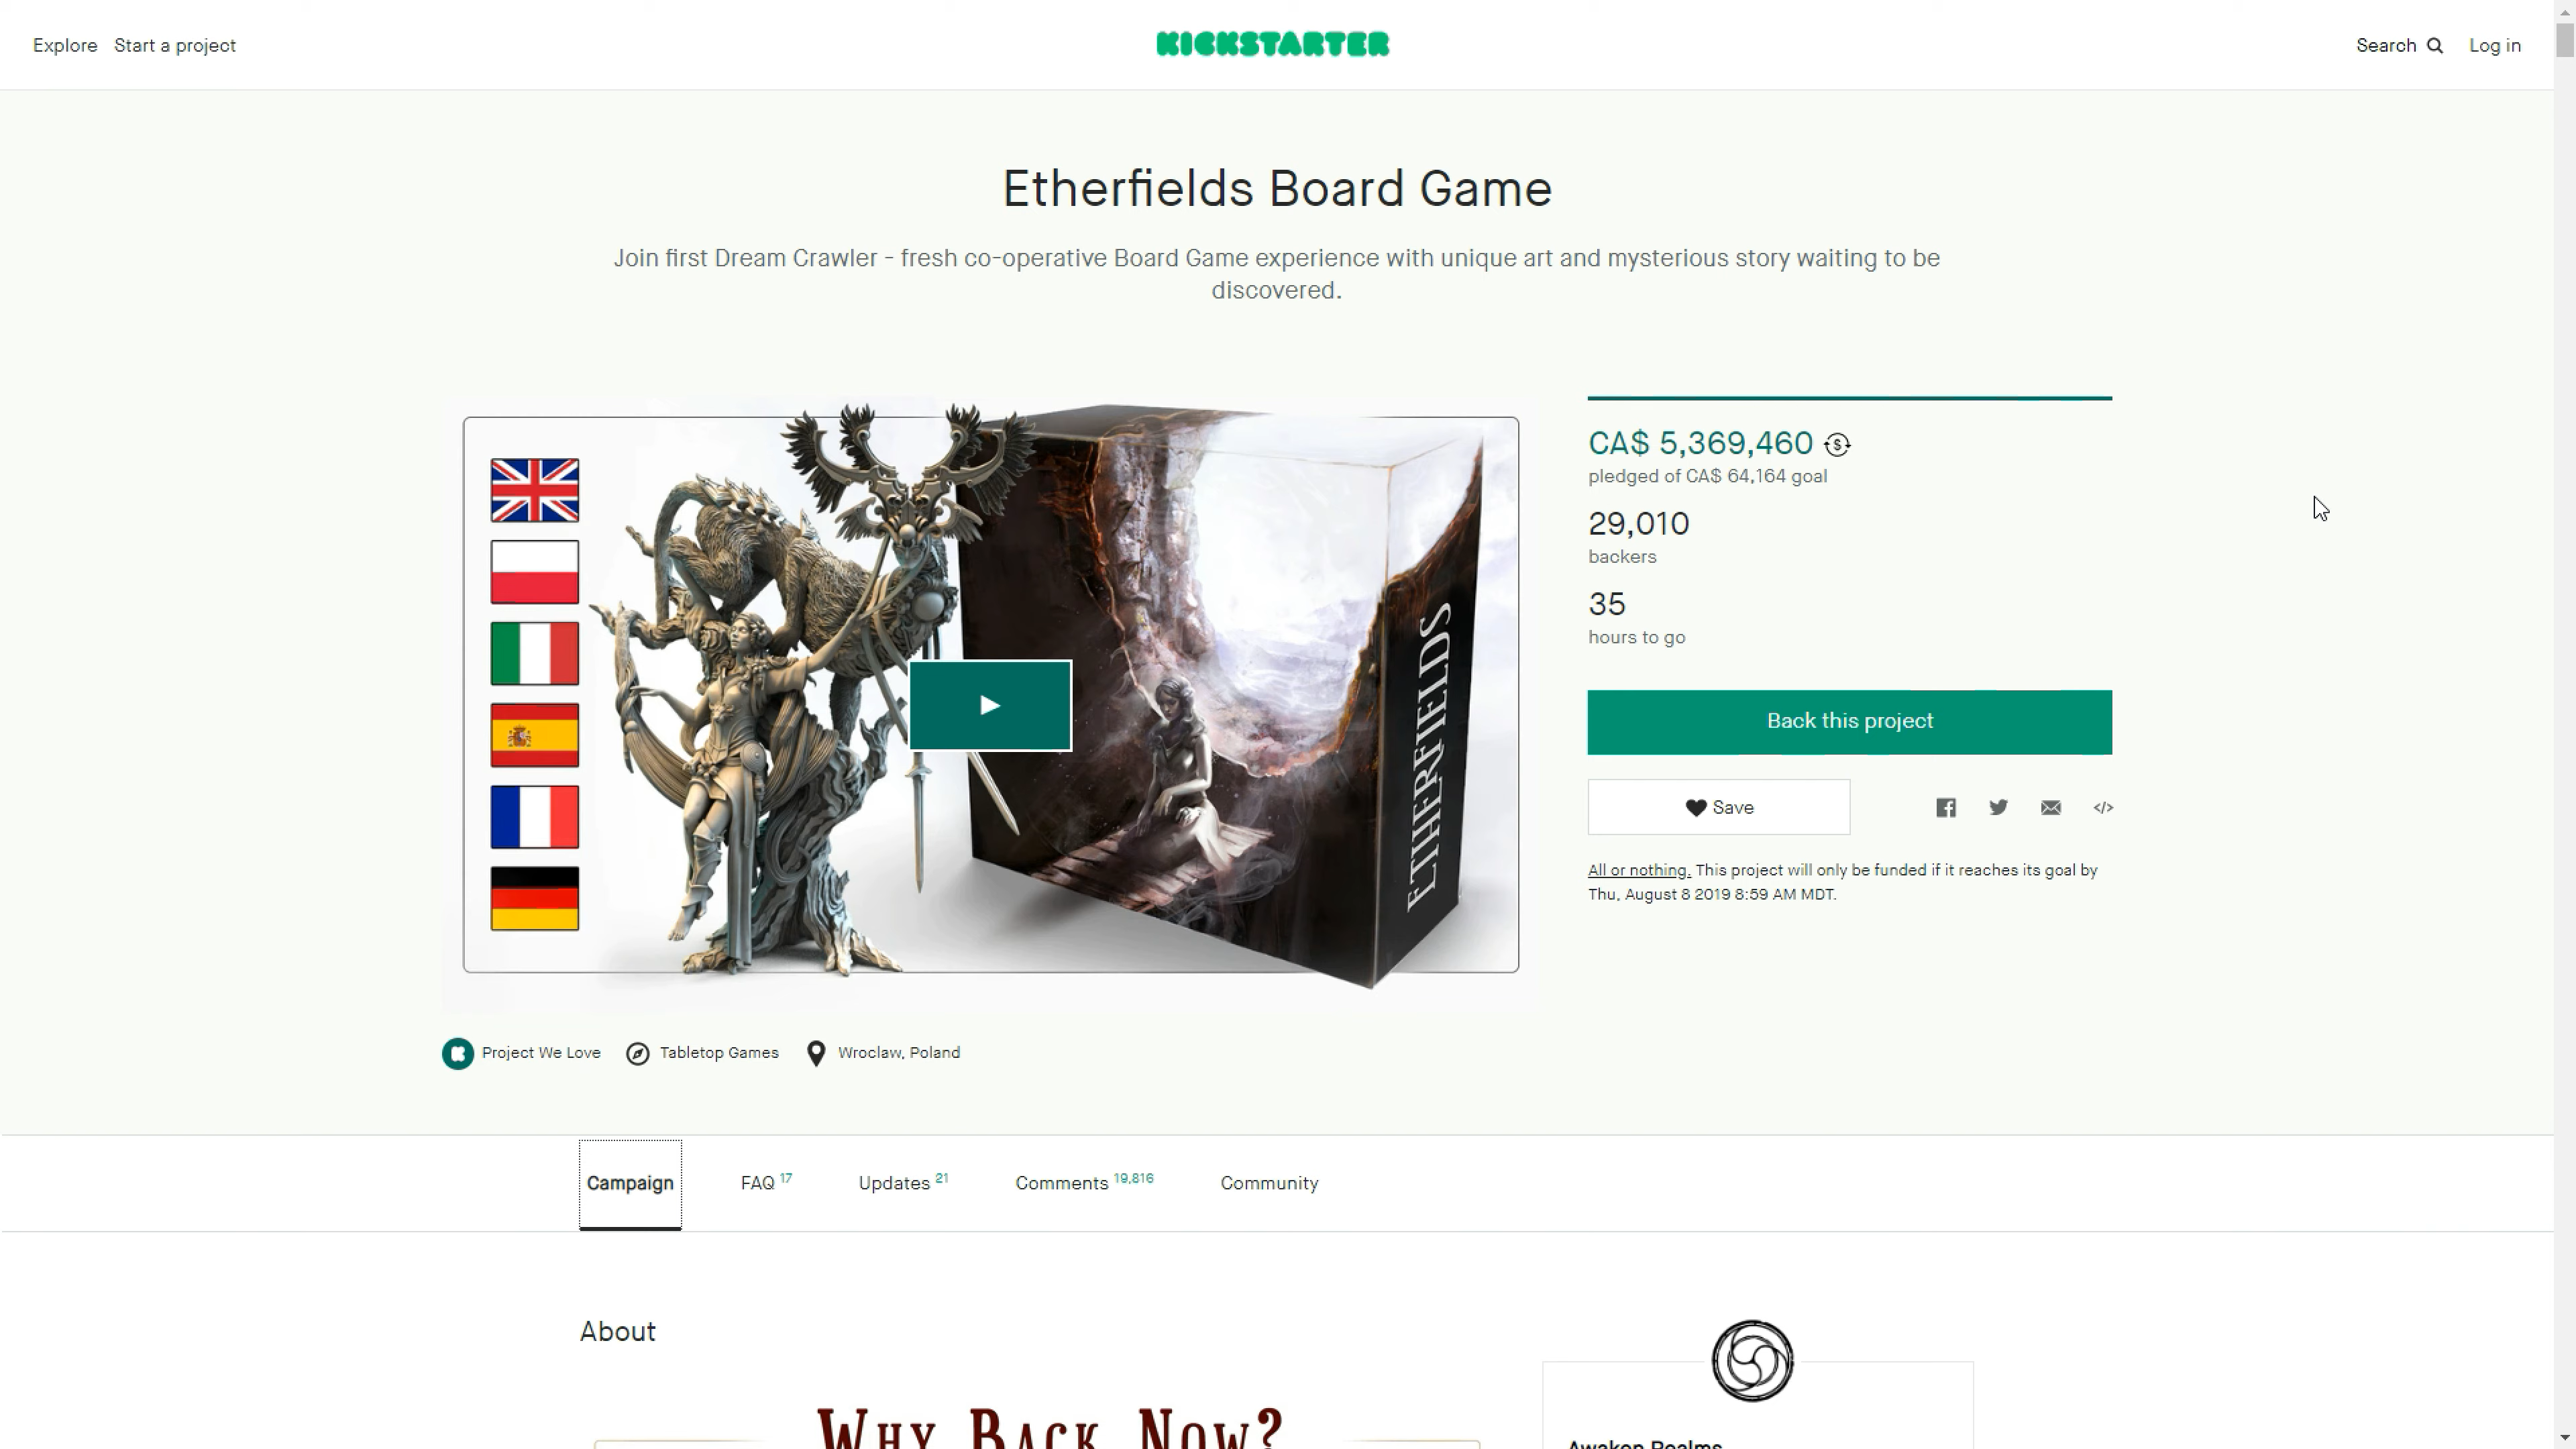 Explore Start a project
KICKSTARTER
Search Log in
Etherfields Board Game
Join first Dream Crawler - fresh co-operative Board Game experience with unique art and mysterious story waiting to be
discovered.
ETHERFIELDS
CA$ 5,369,460
pledged of CA$ 64,164 goal
29,010
backers
35
hours to go
Back this project
Save
All or nothing. This project will only be funded if it reaches its goal by
Thu, August 8 2019 8:59 AM MDT.
Project We Love Tabletop Games Wroclaw, Poland
Campaign FAQ 17 Updates 21 Comments 19,816 Community
About
WHY BACK NOW?
Awaken Realms